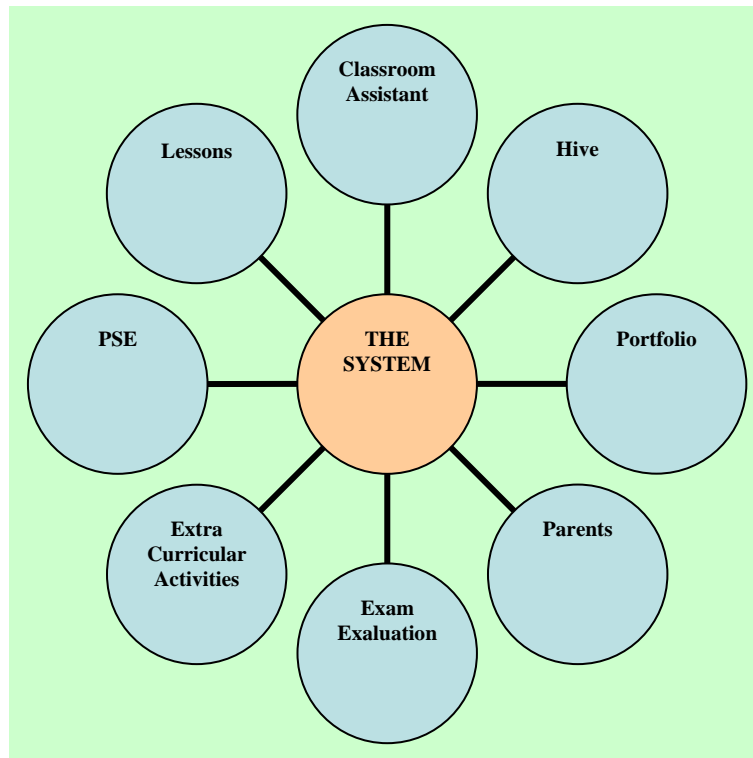 Classroom
Assistant
Lessons
Hive
PSE
THE
SYSTEM
Portfolio
Extra
Curricular
Activities
Parents
Exam
Evaluation